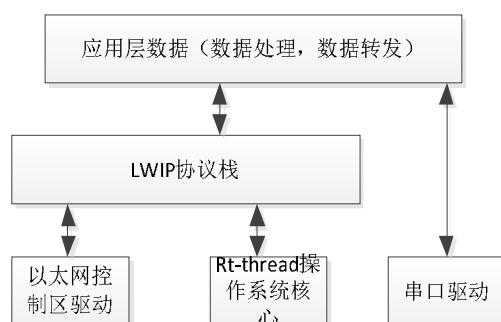 应用层数据（数据处理，数据转发）
LWIP协议栈
以太网控
制区驱动
Rt-thread操
作系统核
心
串口驱动